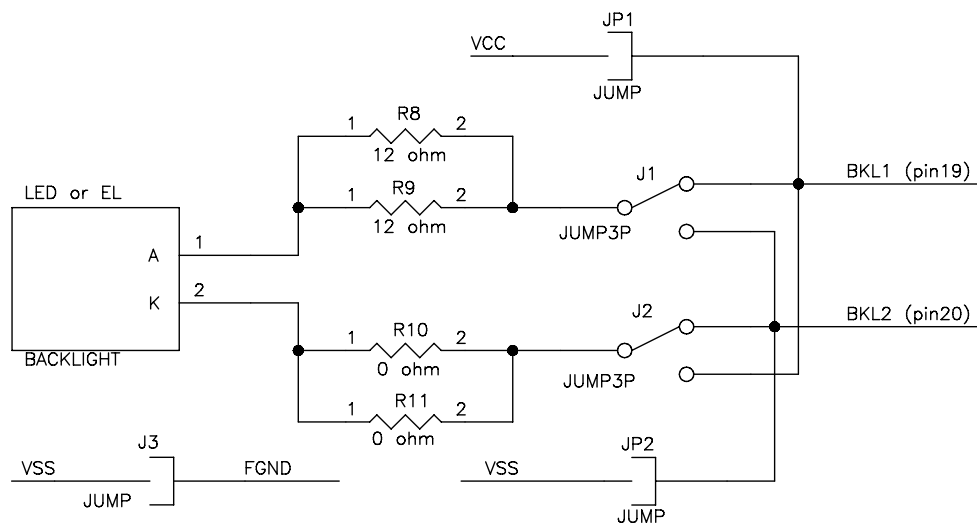 JP1
VCC
JUMP
R8
1 2
12 ohm
LED or EL
R9
1 2
12 ohm
J1
BKL1 (pin19)
JUMP3P
A 1
K 2
J2
BKL2 (pin20)
BACKLIGHT
R10
1 2
0 ohm
JUMP3P
R11
1 2
0 ohm
J3
VSS FGND
JUMP
JP2
VSS
JUMP